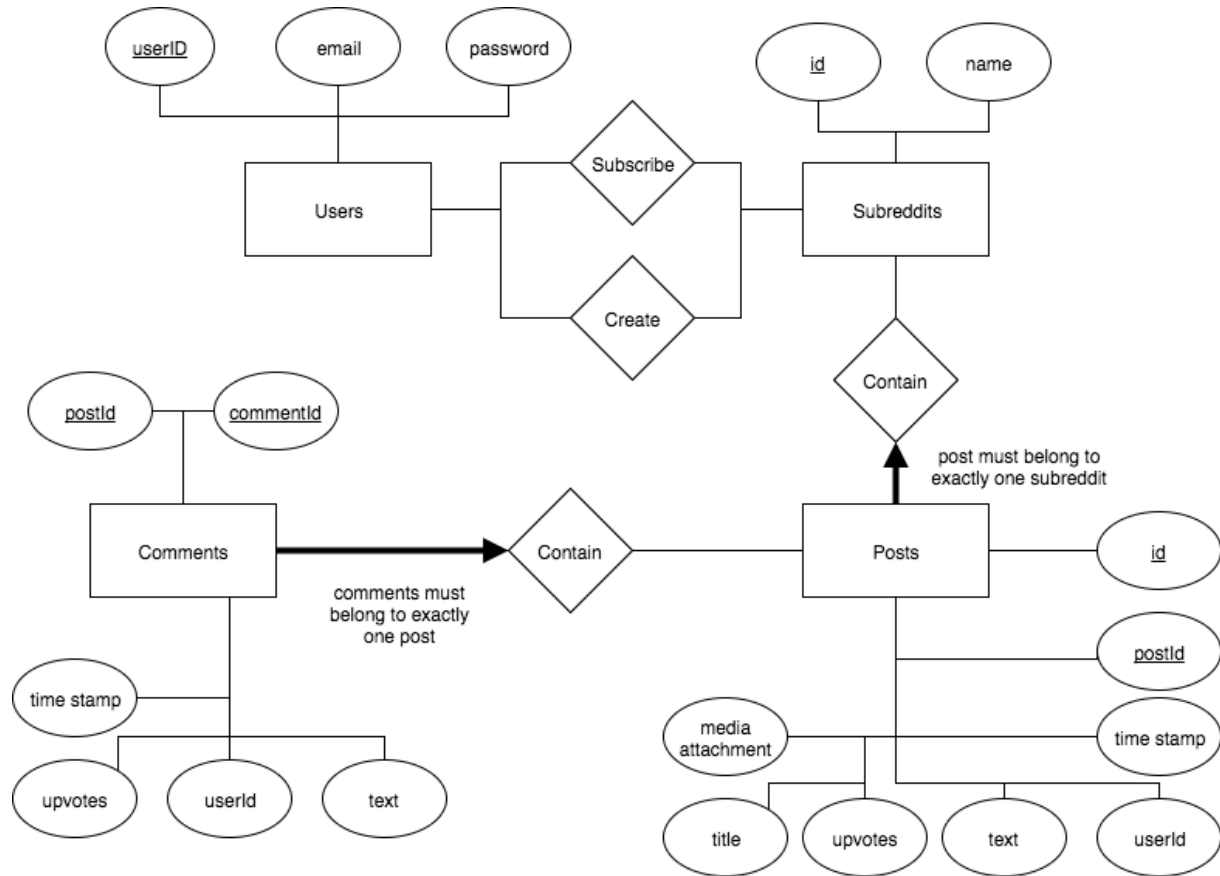 userID
email
password
id
name
Subscribe
Users
Subreddits
Create
Contain
postId
commentId
post must belong to
exactly one subreddit
Comments
Contain
Posts
id
comments must
belong to exactly
one post
postId
time stamp
media
attachment
time stamp
upvotes
userId
text
title
upvotes
text
userId